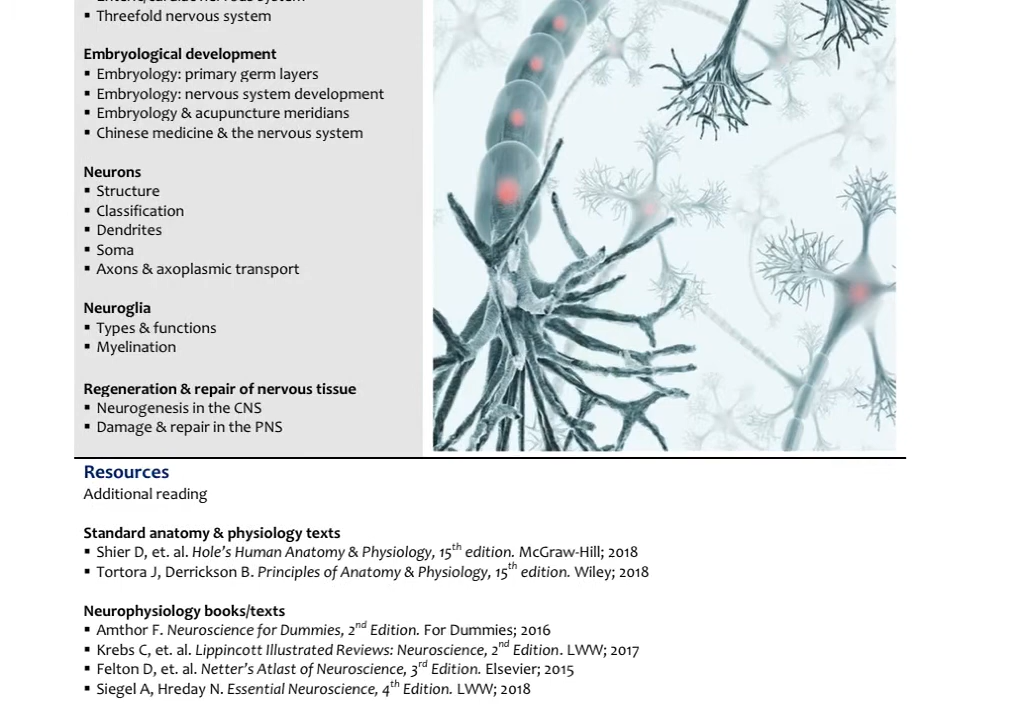 ▪ Threefold nervous system
Embryological development
▪ Embryology: primary germ layers
▪ Embryology: nervous system development
▪ Embryology & acupuncture meridians
▪ Chinese medicine & the nervous system
Neurons
▪ Structure
▪ Classification
▪ Dendrites
▪ Soma
▪ Axons & axoplasmic transport
Neuroglia
▪ Types & functions
▪ Myelination
Regeneration & repair of nervous tissue
▪ Neurogenesis in the CNS
▪ Damage & repair in the PNS
Resources
Additional reading
Standard anatomy & physiology texts
▪ Shier D, et. al. Hole's Human Anatomy & Physiology, 15th edition. McGraw-Hill; 2018
▪ Tortora J, Derrickson B. Principles of Anatomy & Physiology, 15th edition. Wiley; 2018
Neurophysiology books/texts
▪ Amthor F. Neuroscience for Dummies, 2nd Edition. For Dummies; 2016
▪ Krebs C, et. al. Lippincott Illustrated Reviews: Neuroscience, 2nd Edition. LWW; 2017
▪ Felton D, et. al. Netter's Atlast of Neuroscience, 3rd Edition. Elsevier; 2015
▪ Siegel A, Hreday N. Essential Neuroscience, 4th Edition. LWW; 2018